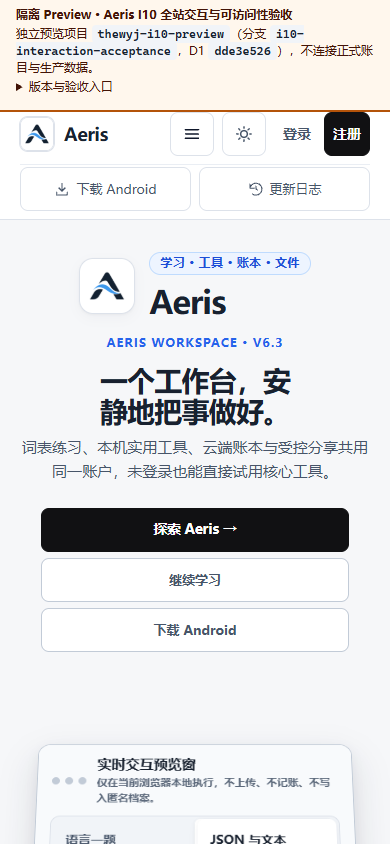 隔离 Preview · Aeris I10 全站交互与可访问性验收
独立预览项目 thewyj-i10-preview (分支 i10-
interaction-acceptance , D1 dde3e526 ), 不连接正式账
目与生产数据。
▶ 版本与验收入口
Aeris
登录
注册
下载 Android
更新日志
学习 · 工具 · 账本 · 文件
Aeris
AERIS WORKSPACE • V6.3
一个工作台，安
静地把事做好。
词表练习、本机实用工具、云端账本与受控分享共用
同一账户，未登录也能直接试用核心工具。
探索 Aeris →
继续学习
下载 Android
实时交互预览窗
仅在当前浏览器本地执行，不上传、不记账、不写
入匿名档案。
语言一题
JSON 与文本